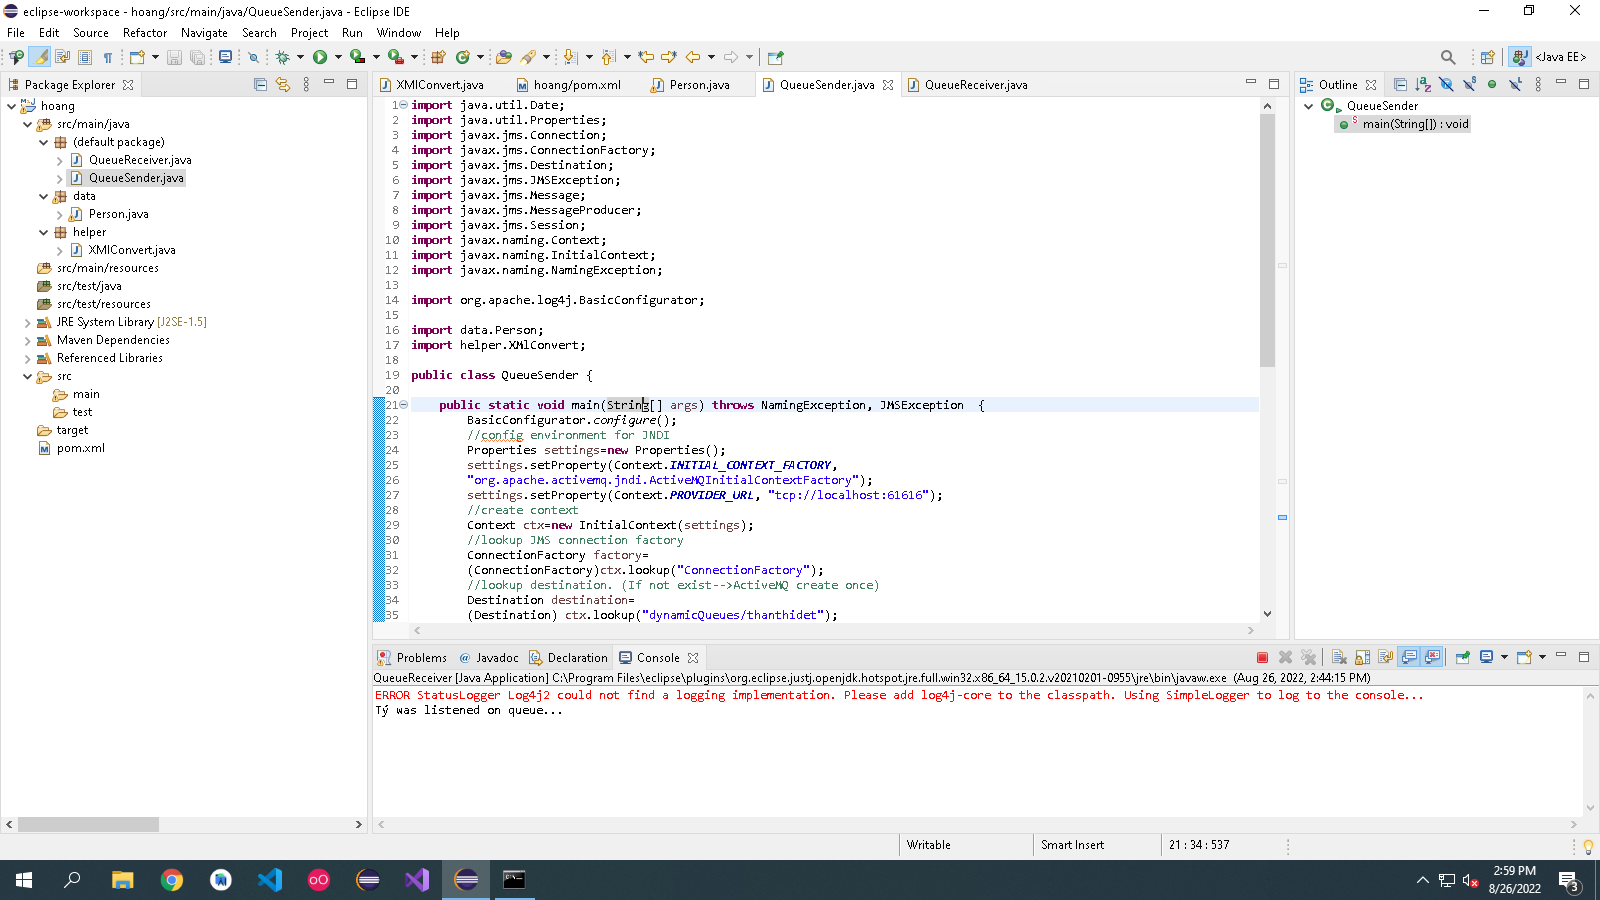 eclipse-workspace - hoang/src/main/java/QueueSender.java - Eclipse IDE
File Edit Source Refactor Navigate Search Project Run Window Help
<Java EE>
Package Explorer
hoang
src/main/java
(default package)
QueueReceiver.java
QueueSender.java
data
Person.java
helper
XMlConvert.java
src/main/resources
src/test/java
src/test/resources
JRE System Library [J2SE-1.5]
Maven Dependencies
Referenced Libraries
src
main
test
target
pom.xml
XMlConvert.java hoang/pom.xml Person.java QueueSender.java QueueReceiver.java
1 import java.util.Date;
2 import java.util.Properties;
3 import javax.jms.Connection;
4 import javax.jms.ConnectionFactory;
5 import javax.jms.Destination;
6 import javax.jms.JMSException;
7 import javax.jms.Message;
8 import javax.jms.MessageProducer;
9 import javax.jms.Session;
10 import javax.naming.Context;
11 import javax.naming.InitialContext;
12 import javax.naming.NamingException;
13
14 import org.apache.log4j.BasicConfigurator;
15
16 import data.Person;
17 import helper.XMlConvert;
18
19 public class QueueSender {
20
21 public static void main(String[] args) throws NamingException, JMSException {
22 BasicConfigurator.configure();
23 //config environment for JNDI
24 Properties settings=new Properties();
25 settings.setProperty(Context.INITIAL_CONTEXT_FACTORY,
26 "org.apache.activemq.jndi.ActiveMQInitialContextFactory");
27 settings.setProperty(Context.PROVIDER_URL, "tcp://localhost:61616");
28 //create context
29 Context ctx=new InitialContext(settings);
30 //lookup JMS connection factory
31 ConnectionFactory factory=
32 (ConnectionFactory)ctx.lookup("ConnectionFactory");
33 //lookup destination. (If not exist-->ActiveMQ create once)
34 Destination destination=
35 (Destination) ctx.lookup("dynamicQueues/thanthidet");
Outline
QueueSender
main(String[]) : void
Problems Javadoc Declaration Console
QueueReceiver [Java Application] C:\Program Files\eclipse\plugins\org.eclipse.justj.openjdk.hotspot.jre.full.win32.x86_64_15.0.2.v20210201-0955\jre\bin\javaw.exe (Aug 26, 2022, 2:44:15 PM)
ERROR StatusLogger Log4j2 could not find a logging implementation. Please add log4j-core to the classpath. Using SimpleLogger to log to the console...
Tý was listened on queue...
Writable Smart Insert 21 : 34 : 537
2:59 PM
8/26/2022
3